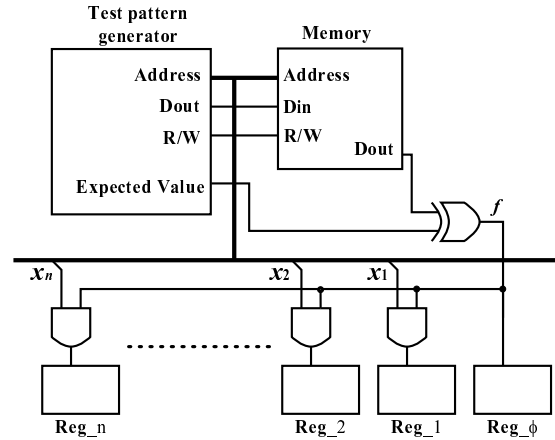 Test pattern
generator
Memory
Address
Dout
R/W
Expected Value
Address
Din
R/W
Dout
f
xn
x2
x1
Reg_n
Reg_2
Reg_1
Reg_ϕ